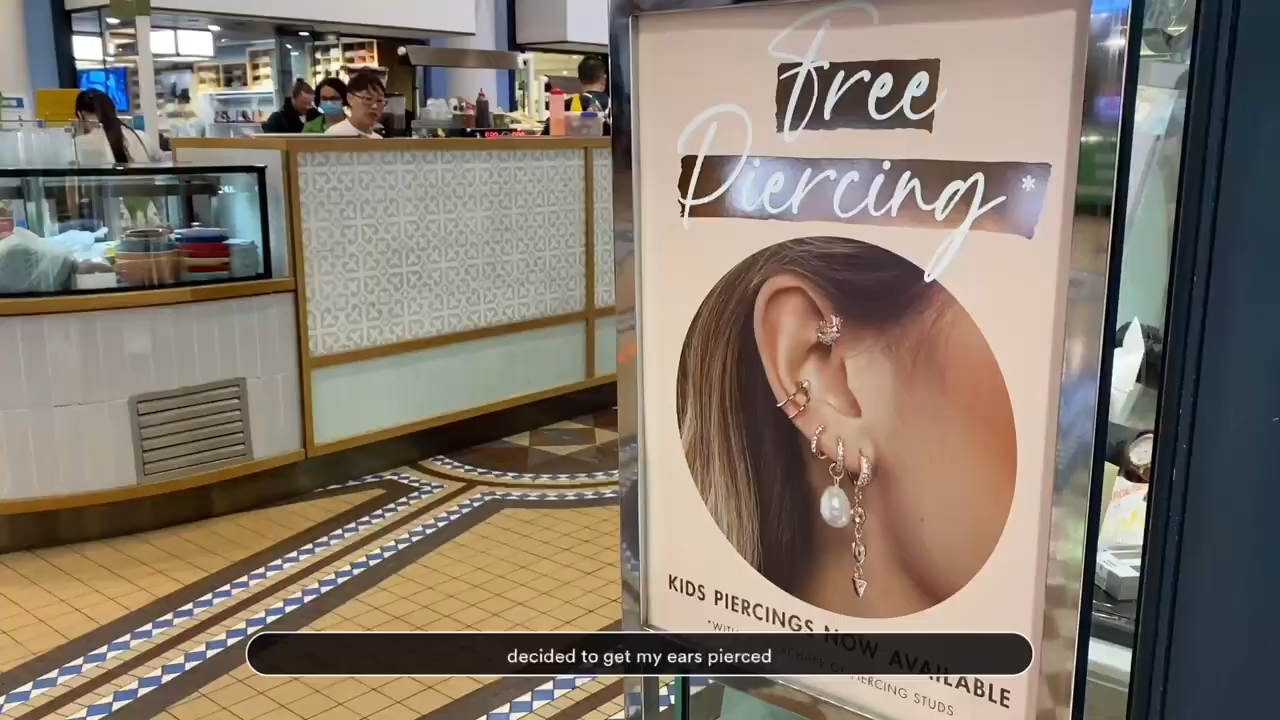 Free
Piercing*
KIDS PIERCINGS NOW AVAILABLE
PIERCING STUDS
decided to get my ears pierced